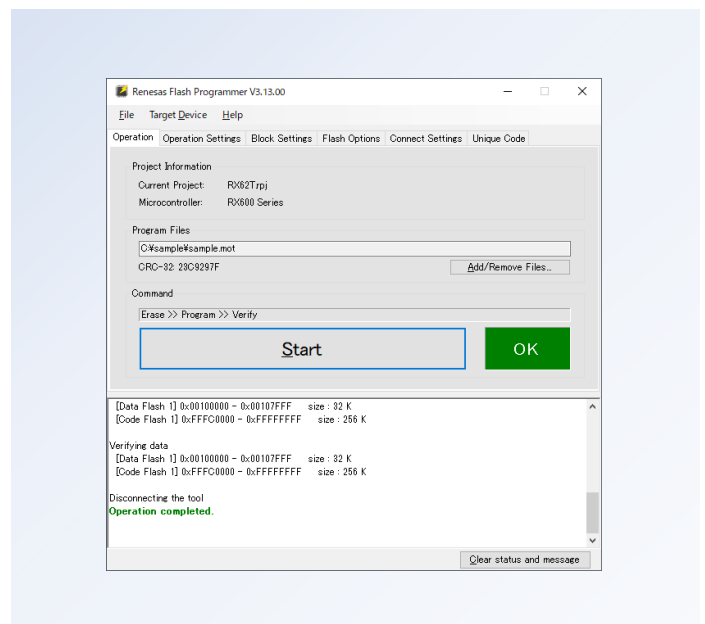 Renesas Flash Programmer V3.13.00
File Target Device Help
Operation Operation Settings Block Settings Flash Options Connect Settings Unique Code
Project Information
Current Project: RX62T.rpj
Microcontroller: RX600 Series
Program Files
C:¥sample¥sample.mot
CRC-32: 23C9297F Add/Remove Files...
Command
Erase >> Program >> Verify
Start OK
[Data Flash 1] 0x00100000 - 0x00107FFF size : 32 K
[Code Flash 1] 0xFFFC0000 - 0xFFFFFFFF size : 256 K
Verifying data
[Data Flash 1] 0x00100000 - 0x00107FFF size : 32 K
[Code Flash 1] 0xFFFC0000 - 0xFFFFFFFF size : 256 K
Disconnecting the tool
Operation completed.
Clear status and message